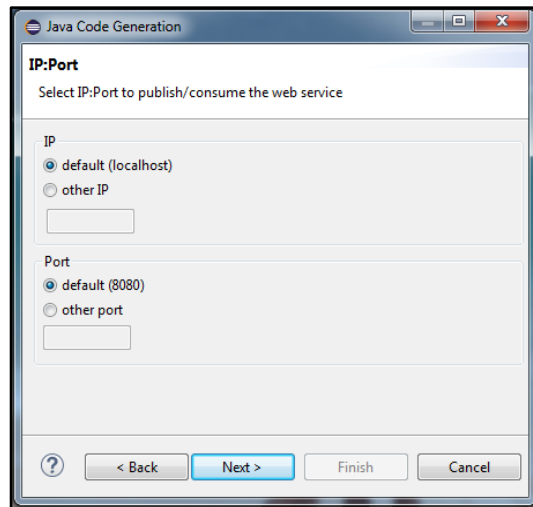 Java Code Generation
IP:Port
Select IP:Port to publish/consume the web service
IP
default (localhost)
other IP
Port
default (8080)
other port
? < Back Next > Finish Cancel